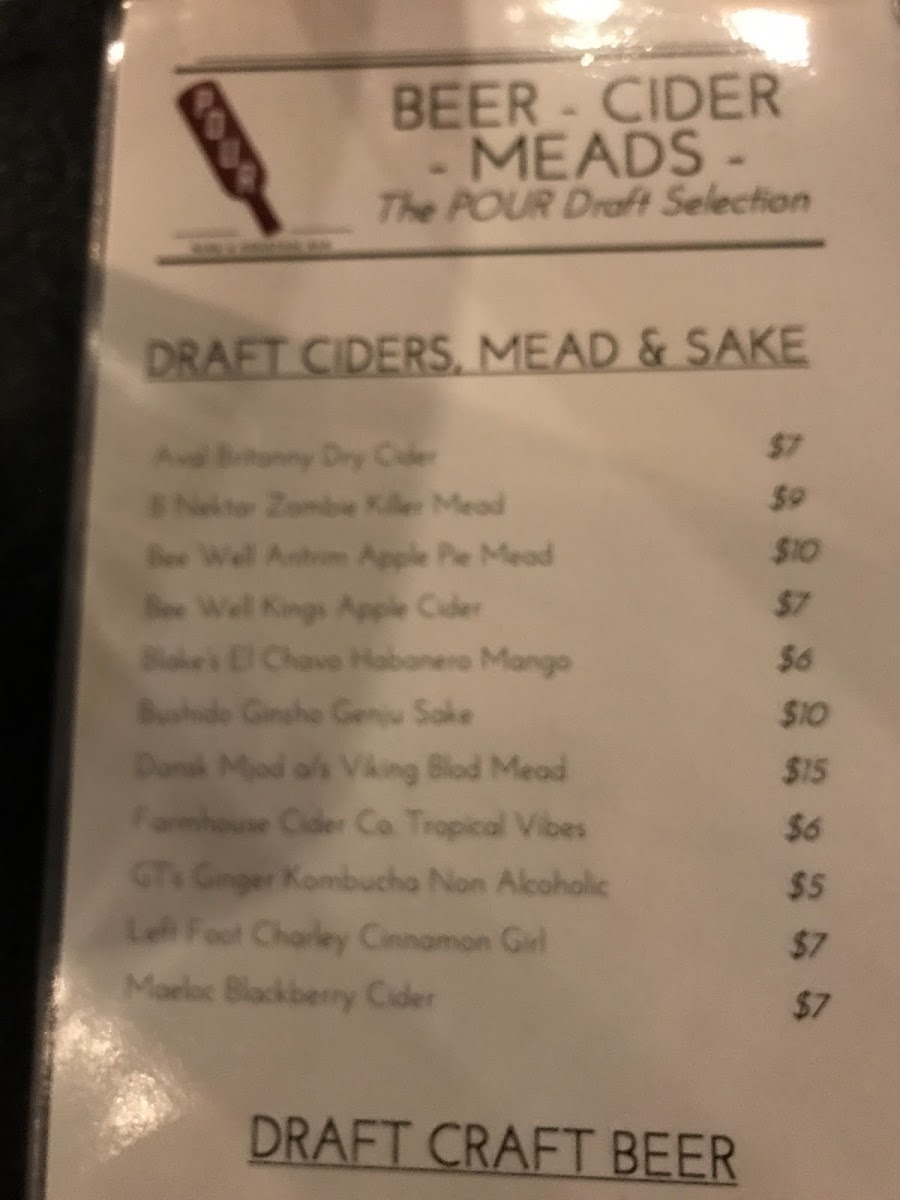 POUR
BEER - CIDER
- MEADS -
The POUR Draft Selection
DRAFT CIDERS, MEAD & SAKE
Aval Britanny Dry Cider $7
B Nektar Zombie Killer Mead $9
Bee Well Antrim Apple Pie Mead $10
Bee Well Kings Apple Cider $7
Blake's El Chavo Habanero Mango $6
Bushido Ginsho Genju Sake $10
Dansk Mjod a/s Viking Blod Mead $15
Farmhouse Cider Co. Tropical Vibes $6
GT's Ginger Kombucha Non Alcoholic $5
Left Foot Charley Cinnamon Girl $7
Maeloc Blackberry Cider $7
DRAFT CRAFT BEER